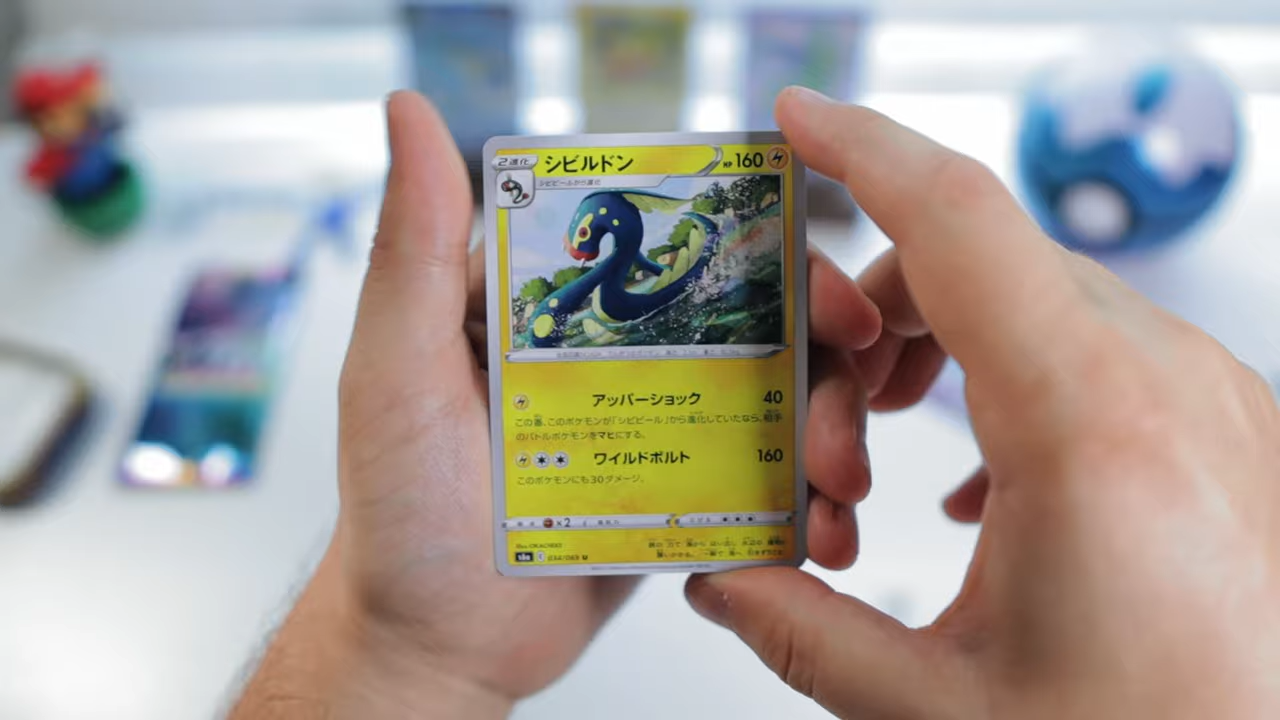 2進化 シビルドン HP 160
シビビールから進化
アッパーショック 40
この番、このポケモンが「シビビール」から進化していたなら、相手
のバトルポケモンをマヒにする。
ワイルドボルト 160
このポケモンにも30ダメージ。
×2
034/069 U